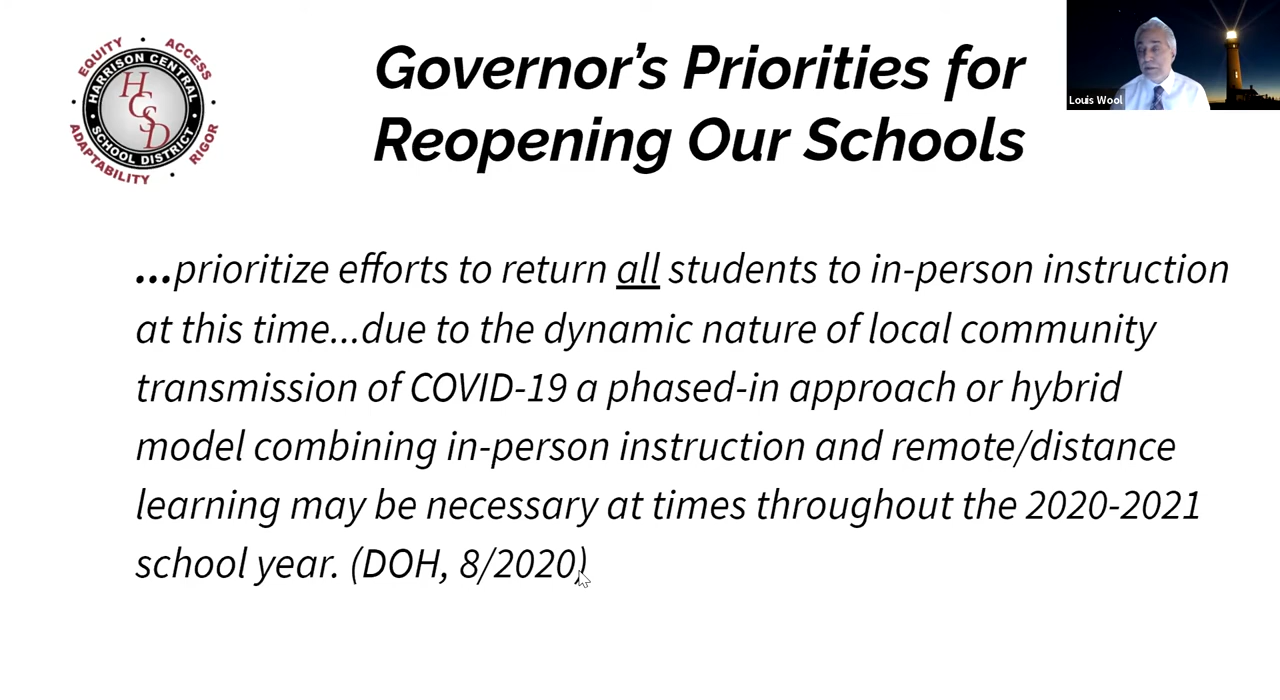 EQUITY • ACCESS
HARRISON CENTRAL
HCSD
• SCHOOL DISTRICT •
ADAPTABILITY • RIGOR
Governor’s Priorities for
Reopening Our Schools
Louis Wool
...prioritize efforts to return all students to in-person instruction
at this time...due to the dynamic nature of local community
transmission of COVID-19 a phased-in approach or hybrid
model combining in-person instruction and remote/distance
learning may be necessary at times throughout the 2020-2021
school year. (DOH, 8/2020)